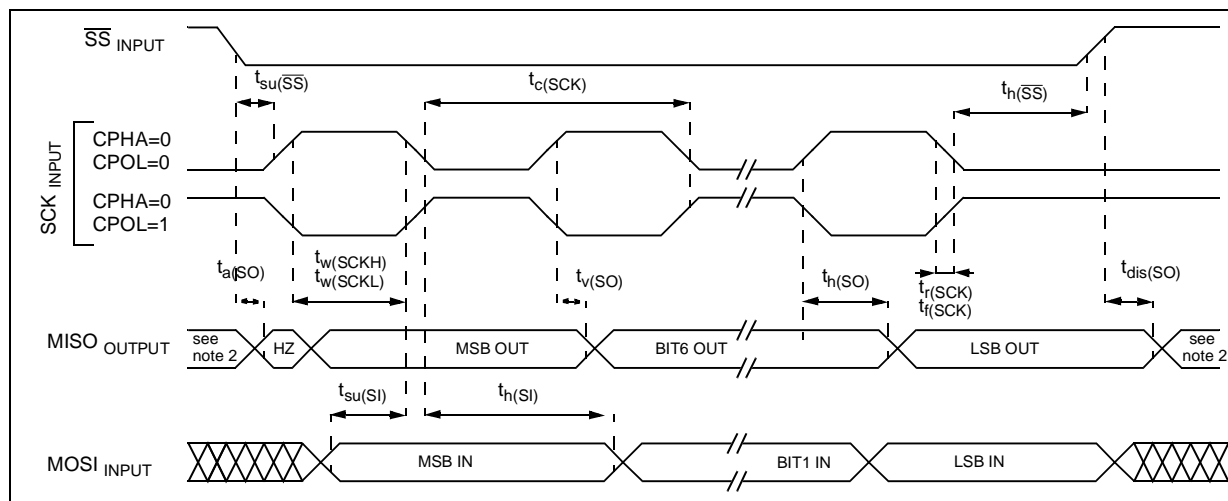 SS INPUT
tsu(SS)
tc(SCK)
th(SS)
SCK INPUT
CPHA=0
CPOL=0
CPHA=0
CPOL=1
ta(SO)
tw(SCKH)
tw(SCKL)
tv(SO)
th(SO)
tr(SCK)
tf(SCK)
tdis(SO)
MISO OUTPUT
see
note 2
HZ
MSB OUT
BIT6 OUT
LSB OUT
see
note 2
tsu(SI)
th(SI)
MOSI INPUT
MSB IN
BIT1 IN
LSB IN